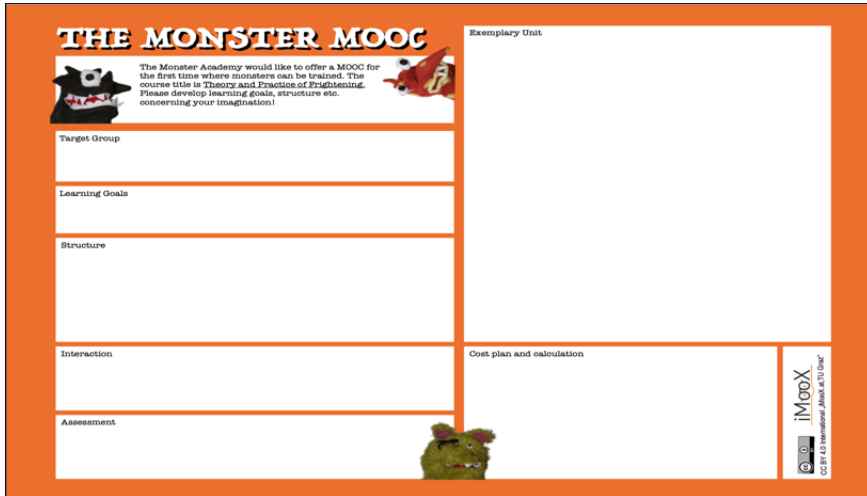 THE MONSTER MOOC
The Monster Academy would like to offer a MOOC for
the first time where monsters can be trained. The
course title is Theory and Practice of Frightening.
Please develop learning goals, structure etc.
concerning your imagination!
Target Group
Learning Goals
Structure
Interaction
Assessment
Exemplary Unit
Cost plan and calculation
iMooX
CC BY 4.0 International „iMooX.at,TU Graz"
cc